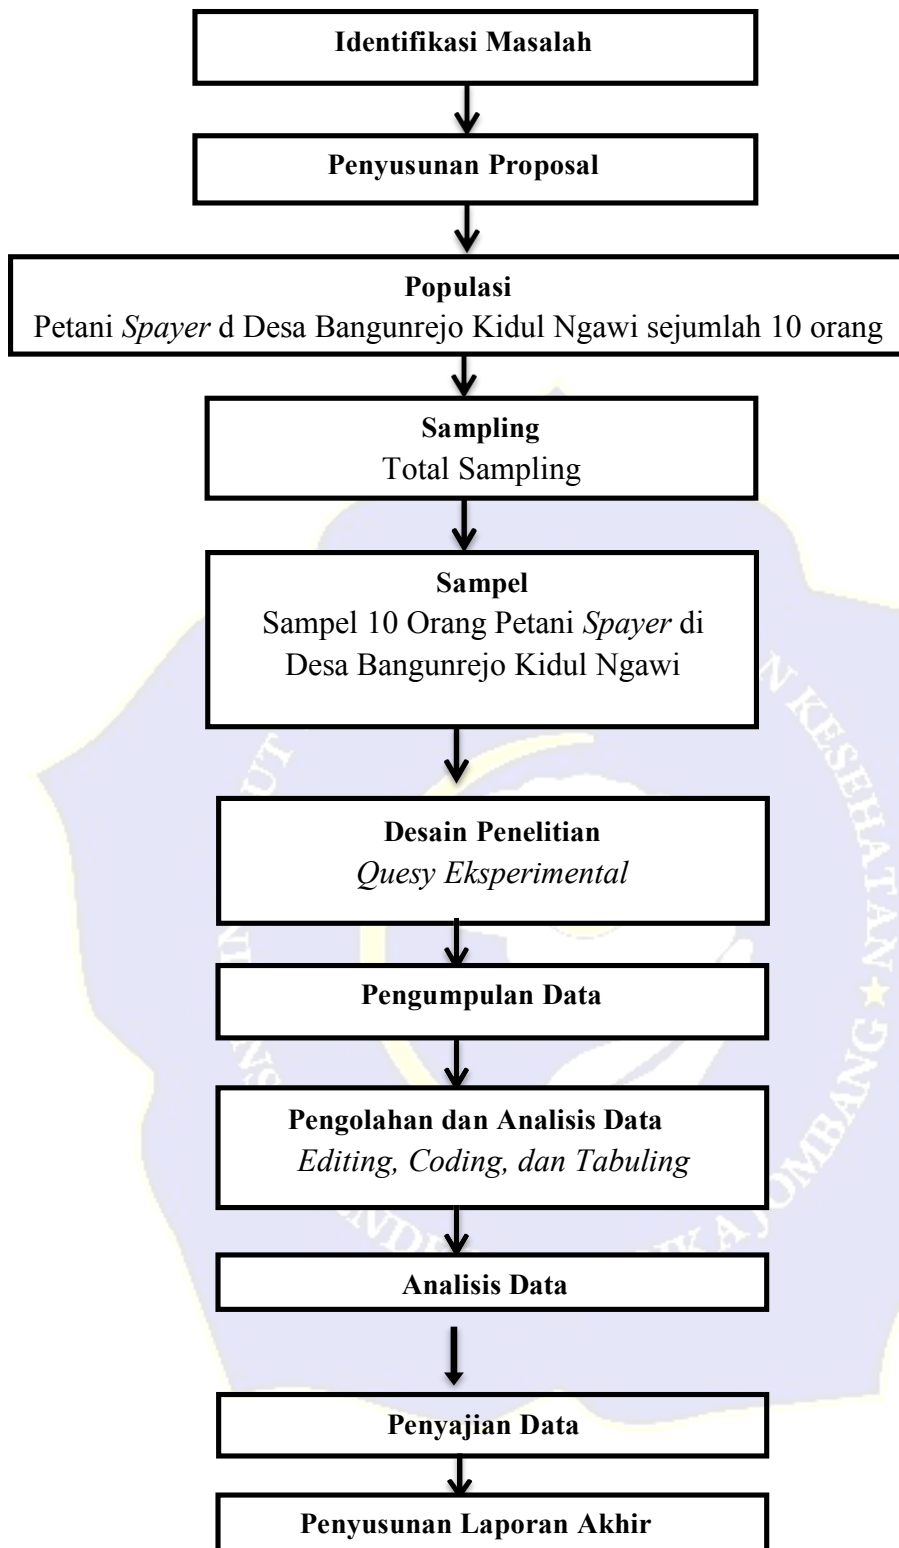 Identifikasi Masalah
Penyusunan Proposal
Populasi
Petani Spayer d Desa Bangunrejo Kidul Ngawi sejumlah 10 orang
Sampling
Total Sampling
Sampel
Sampel 10 Orang Petani Spayer di
Desa Bangunrejo Kidul Ngawi
Desain Penelitian
Quesy Eksperimental
Pengumpulan Data
Pengolahan dan Analisis Data
Editing, Coding, dan Tabuling
Analisis Data
Penyajian Data
Penyusunan Laporan Akhir
KESEHATAN
JOMBANG